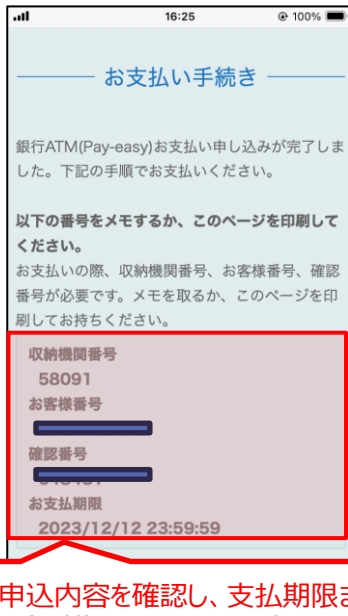 16:25
100%
お支払い手続き
銀行ATM(Pay-easy)お支払い申し込みが完了しま
した。下記の手順でお支払いください。
以下の番号をメモするか、このページを印刷して
ください。
お支払いの際、収納機関番号、お客様番号、確認
番号が必要です。メモを取るか、このページを印
刷してお持ちください。
収納機関番号
58091
お客様番号
確認番号
お支払期限
2023/12/12 23:59:59
申込内容を確認し、支払期限ま